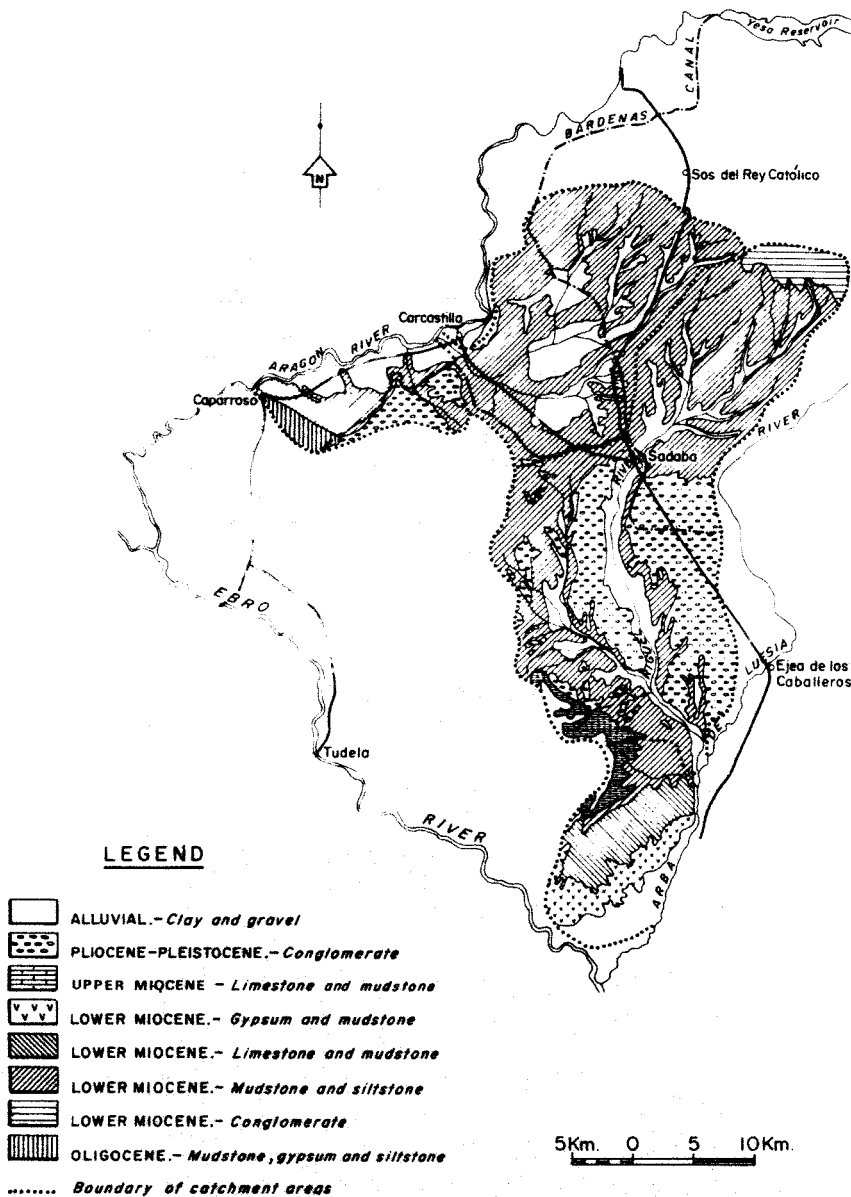 Yesa Reservoir
CANAL
BARDENAS
N
Sos del Rey Católico
Carcastillo
ARAGON RIVER
Caparroso
RIVER
Sadaba
RIVER
RIGUEL
EBRO
LUESIA
Ejea de los
Caballeros
DE
Tudela
RIVER
ARBA
LEGEND
ALLUVIAL.- Clay and gravel
PLIOCENE-PLEISTOCENE.- Conglomerate
UPPER MIOCENE - Limestone and mudstone
LOWER MIOCENE.- Gypsum and mudstone
LOWER MIOCENE.- Limestone and mudstone
LOWER MIOCENE.- Mudstone and siltstone
LOWER MIOCENE.- Conglomerate
OLIGOCENE.- Mudstone, gypsum and siltstone
Boundary of catchment areas
5Km. 0 5 10Km.